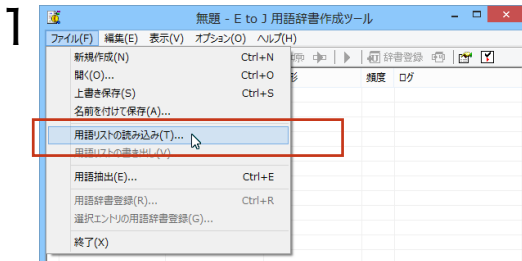 1
無題 - E to J 用語辞書作成ツール
ファイル(F) 編集(E) 表示(V) オプション(O) ヘルプ(H)
新規作成(N) Ctrl+N
辞書登録
開く(O)... Ctrl+O
頻度 ログ
上書き保存(S) Ctrl+S
名前を付けて保存(A)...
用語リストの読み込み(T)...
用語リストの書き出し(V)...
用語抽出(E)... Ctrl+E
用語辞書登録(R)... Ctrl+R
選択エントリの用語辞書登録(G)...
終了(X)